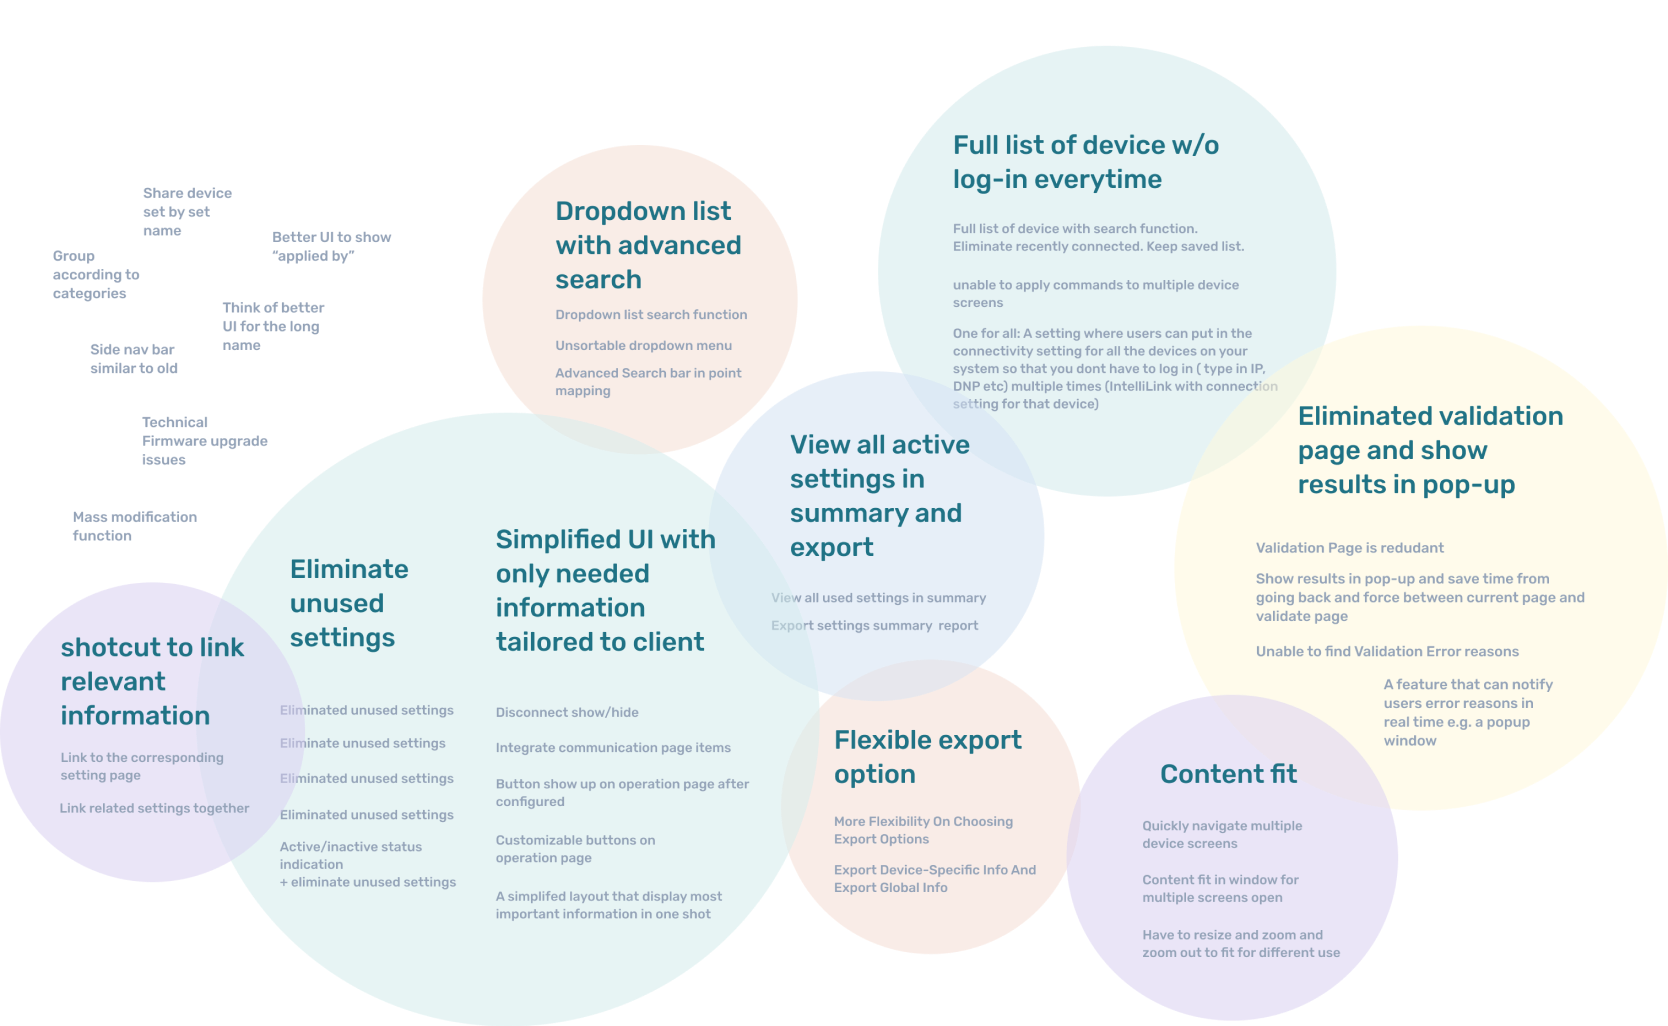 Share device
set by set
name
Better UI to show
“applied by”
Group
according to
categories
Think of better
UI for the long
name
Side nav bar
similar to old
Technical
Firmware upgrade
issues
Mass modification
function
Dropdown list
with advanced
search
Dropdown list search function
Unsortable dropdown menu
Advanced Search bar in point
mapping
Full list of device w/o
log-in everytime
Full list of device with search function.
Eliminate recently connected. Keep saved list.
unable to apply commands to multiple device
screens
One for all: A setting where users can put in the
connectivity setting for all the devices on your
system so that you dont have to log in ( type in IP,
DNP etc) multiple times (IntelliLink with connection
setting for that device)
View all active
settings in
summary and
export
View all used settings in summary
Export settings summary report
Eliminated validation
page and show
results in pop-up
Validation Page is redudant
Show results in pop-up and save time from
going back and force between current page and
validate page
Unable to find Validation Error reasons
A feature that can notify
users error reasons in
real time e.g. a popup
window
shotcut to link
relevant
information
Link to the corresponding
setting page
Link related settings together
Eliminate
unused
settings
Eliminated unused settings
Eliminate unused settings
Eliminated unused settings
Eliminated unused settings
Active/inactive status
indication
+ eliminate unused settings
Simplified UI with
only needed
information
tailored to client
Disconnect show/hide
Integrate communication page items
Button show up on operation page after
configured
Customizable buttons on
operation page
A simplifed layout that display most
important information in one shot
Flexible export
option
More Flexibility On Choosing
Export Options
Export Device-Specific Info And
Export Global Info
Content fit
Quickly navigate multiple
device screens
Content fit in window for
multiple screens open
Have to resize and zoom and
zoom out to fit for different use